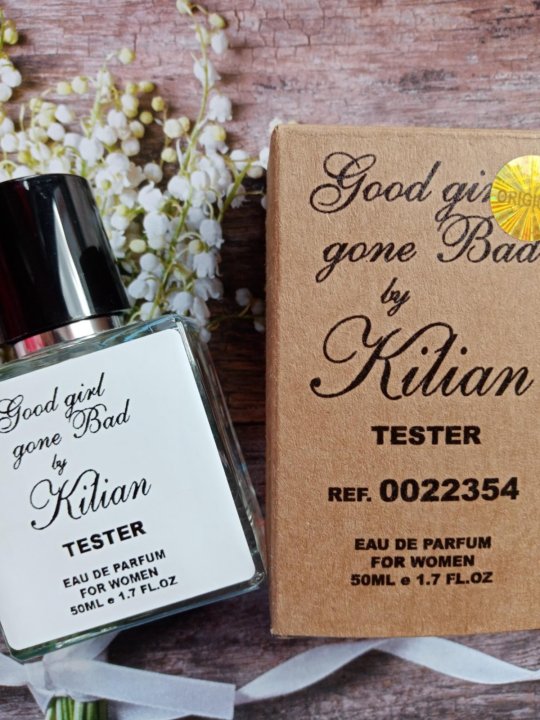 Good girl
gone Bad
by
Kilian
TESTER
EAU DE PARFUM
FOR WOMEN
50ML e 1.7 FL.OZ
Good
gone Bad
by
Kilian
TESTER
REF. 0022354
EAU DE PARFUM
FOR WOMEN
50ML e 1.7 FL.OZ